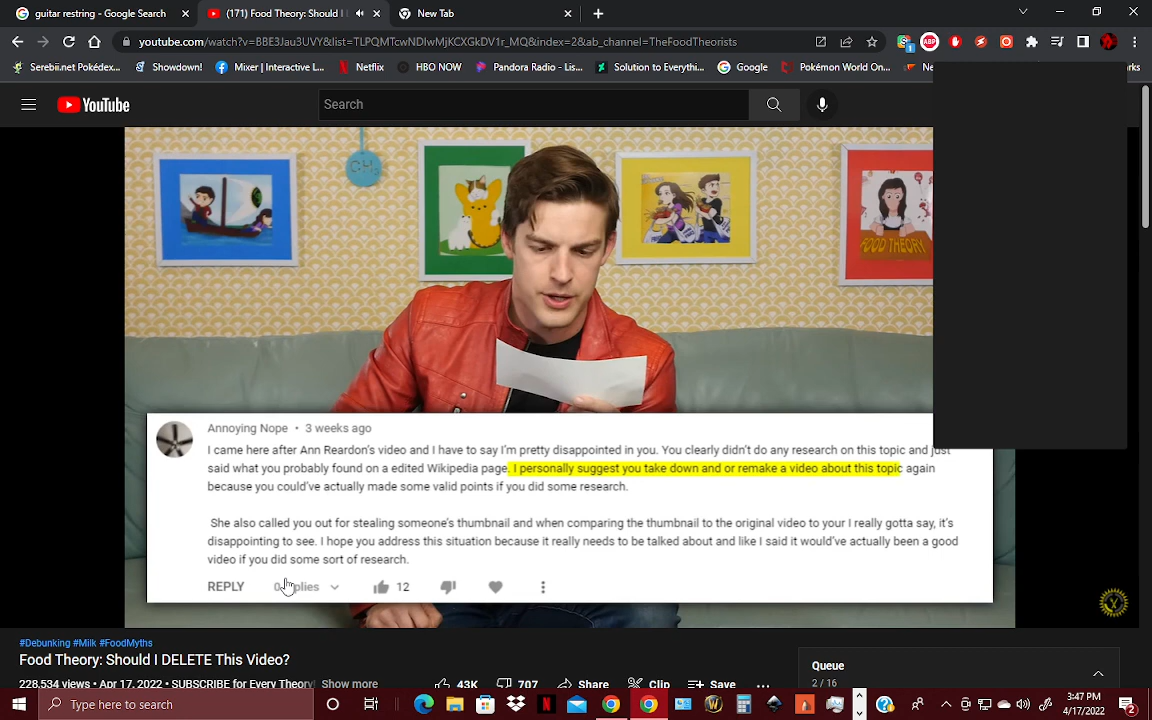 guitar restring - Google Search
(171) Food Theory: Should I
New Tab
youtube.com/watch?v=BBE3Jau3UVY&list=TLPQMTcwNDIwMjKCXGkDV1r_MQ&index=2&ab_channel=TheFoodTheorists
ABP
Serebii.net Pokédex...
Showdown!
Mixer | Interactive L...
Netflix
HBO NOW
Pandora Radio - Lis...
Solution to Everythi...
Google
Pokémon World On...
YouTube
Search
GH3
FOOD THEORY
Annoying Nope • 3 weeks ago
I came here after Ann Reardon's video and I have to say I'm pretty disappointed in you. You clearly didn't do any research on this topic and just
said what you probably found on a edited Wikipedia page. I personally suggest you take down and or remake a video about this topic again
because you could've actually made some valid points if you did some research.
She also called you out for stealing someone's thumbnail and when comparing the thumbnail to the original video to your I really gotta say, it's
disappointing to see. I hope you address this situation because it really needs to be talked about and like I said it would've actually been a good
video if you did some sort of research.
REPLY
0 replies
12
#Debunking #Milk #FoodMyths
Food Theory: Should I DELETE This Video?
228,534 views • Apr 17, 2022 • SUBSCRIBE for Every Theory!
Show more
43K
707
Share
Clip
Save
Queue
2 / 16
Type here to search
3:47 PM
4/17/2022
2